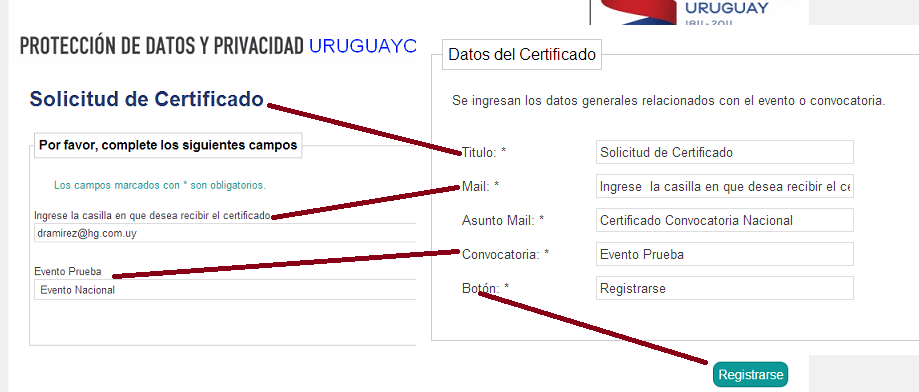 URUGUAY
1811-2011
PROTECCIÓN DE DATOS Y PRIVACIDAD URUGUAYC
Solicitud de Certificado
Por favor, complete los siguientes campos
Los campos marcados con * son obligatorios.
Ingrese la casilla en que desea recibir el certificado
dramirez@hg.com.uy
Evento Prueba
Evento Nacional
Datos del Certificado
Se ingresan los datos generales relacionados con el evento o convocatoria.
Titulo: * Solicitud de Certificado
Mail: * Ingrese la casilla en que desea recibir el ce
Asunto Mail: * Certificado Convocatoria Nacional
Convocatoria: * Evento Prueba
Botón: * Registrarse
Registrarse